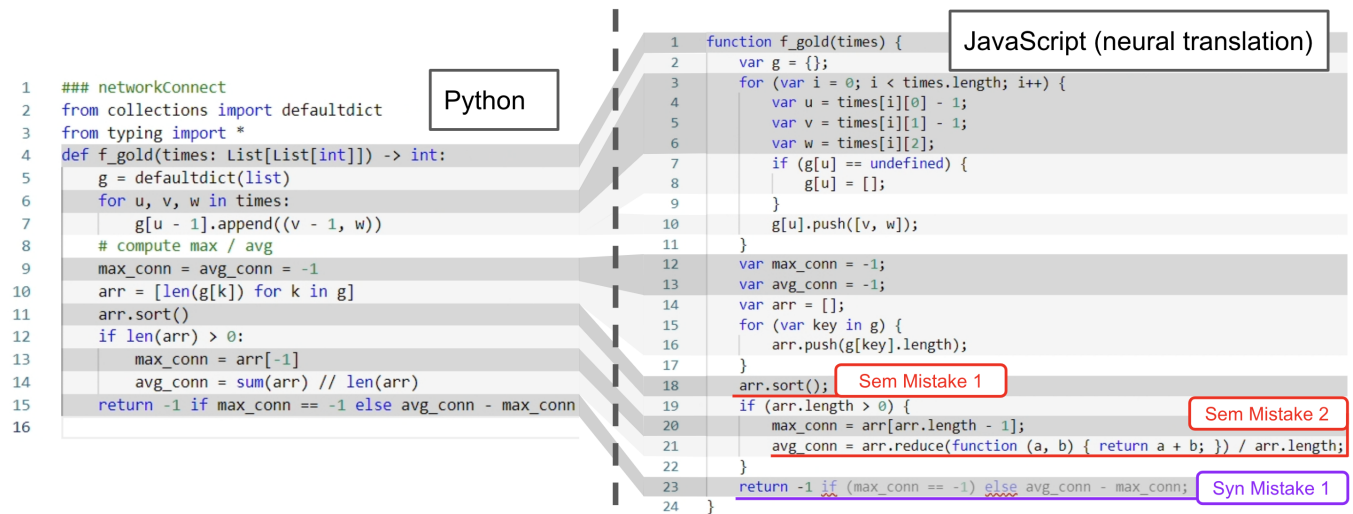 Python
1 ### networkConnect
2 from collections import defaultdict
3 from typing import *
4 def f_gold(times: List[List[int]]) -> int:
5     g = defaultdict(list)
6     for u, v, w in times:
7         g[u - 1].append((v - 1, w))
8     # compute max / avg
9     max_conn = avg_conn = -1
10     arr = [len(g[k]) for k in g]
11     arr.sort()
12     if len(arr) > 0:
13         max_conn = arr[-1]
14         avg_conn = sum(arr) // len(arr)
15     return -1 if max_conn == -1 else avg_conn - max_conn
16
JavaScript (neural translation)
1 function f_gold(times) {
2     var g = {};
3     for (var i = 0; i < times.length; i++) {
4         var u = times[i][0] - 1;
5         var v = times[i][1] - 1;
6         var w = times[i][2];
7         if (g[u] == undefined) {
8             g[u] = [];
9         }
10         g[u].push([v, w]);
11     }
12     var max_conn = -1;
13     var avg_conn = -1;
14     var arr = [];
15     for (var key in g) {
16         arr.push(g[key].length);
17     }
18     arr.sort(); Sem Mistake 1
19     if (arr.length > 0) {
Sem Mistake 2
20         max_conn = arr[arr.length - 1];
21         avg_conn = arr.reduce(function (a, b) { return a + b; }) / arr.length;
22     }
23     return -1 if (max_conn == -1) else avg_conn - max_conn; Syn Mistake 1
24 }